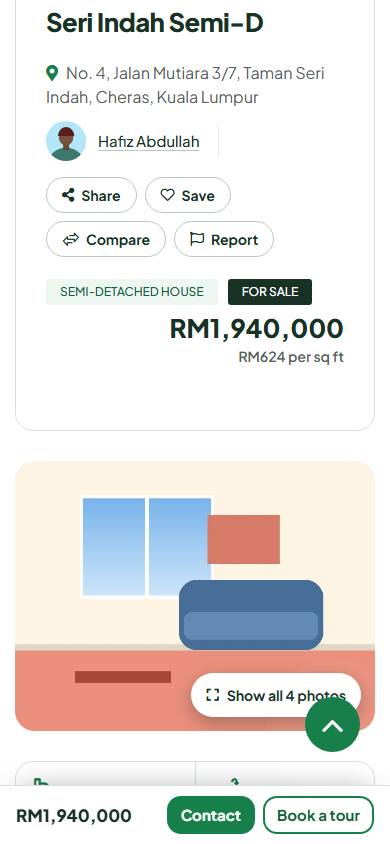 Seri Indah Semi-D
No. 4, Jalan Mutiara 3/7, Taman Seri
Indah, Cheras, Kuala Lumpur
Hafiz Abdullah
Share
Save
Compare
Report
SEMI-DETACHED HOUSE
FOR SALE
RM1,940,000
RM624 per sq ft
Show all 4 photos
RM1,940,000
Contact
Book a tour